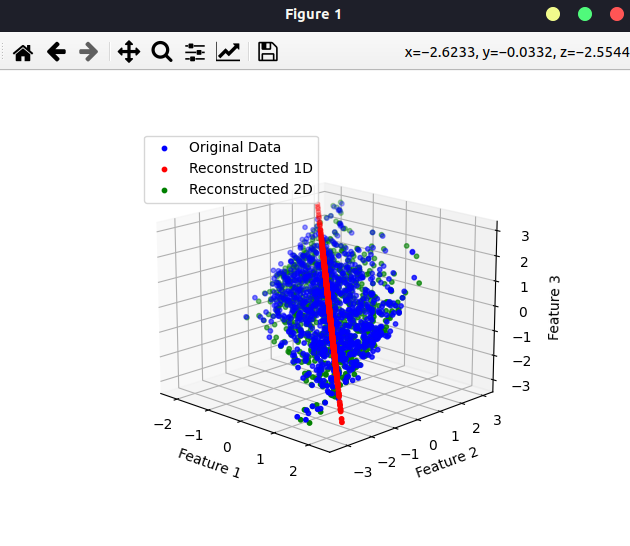 Figure 1
x=−2.6233, y=−0.0332, z=−2.5544
Original Data
Reconstructed 1D
Reconstructed 2D
3
2
1
0
−1
−2
−3
Feature 3
−2
−1
0
1
2
Feature 1
−3
−2
−1
0
1
2
3
Feature 2